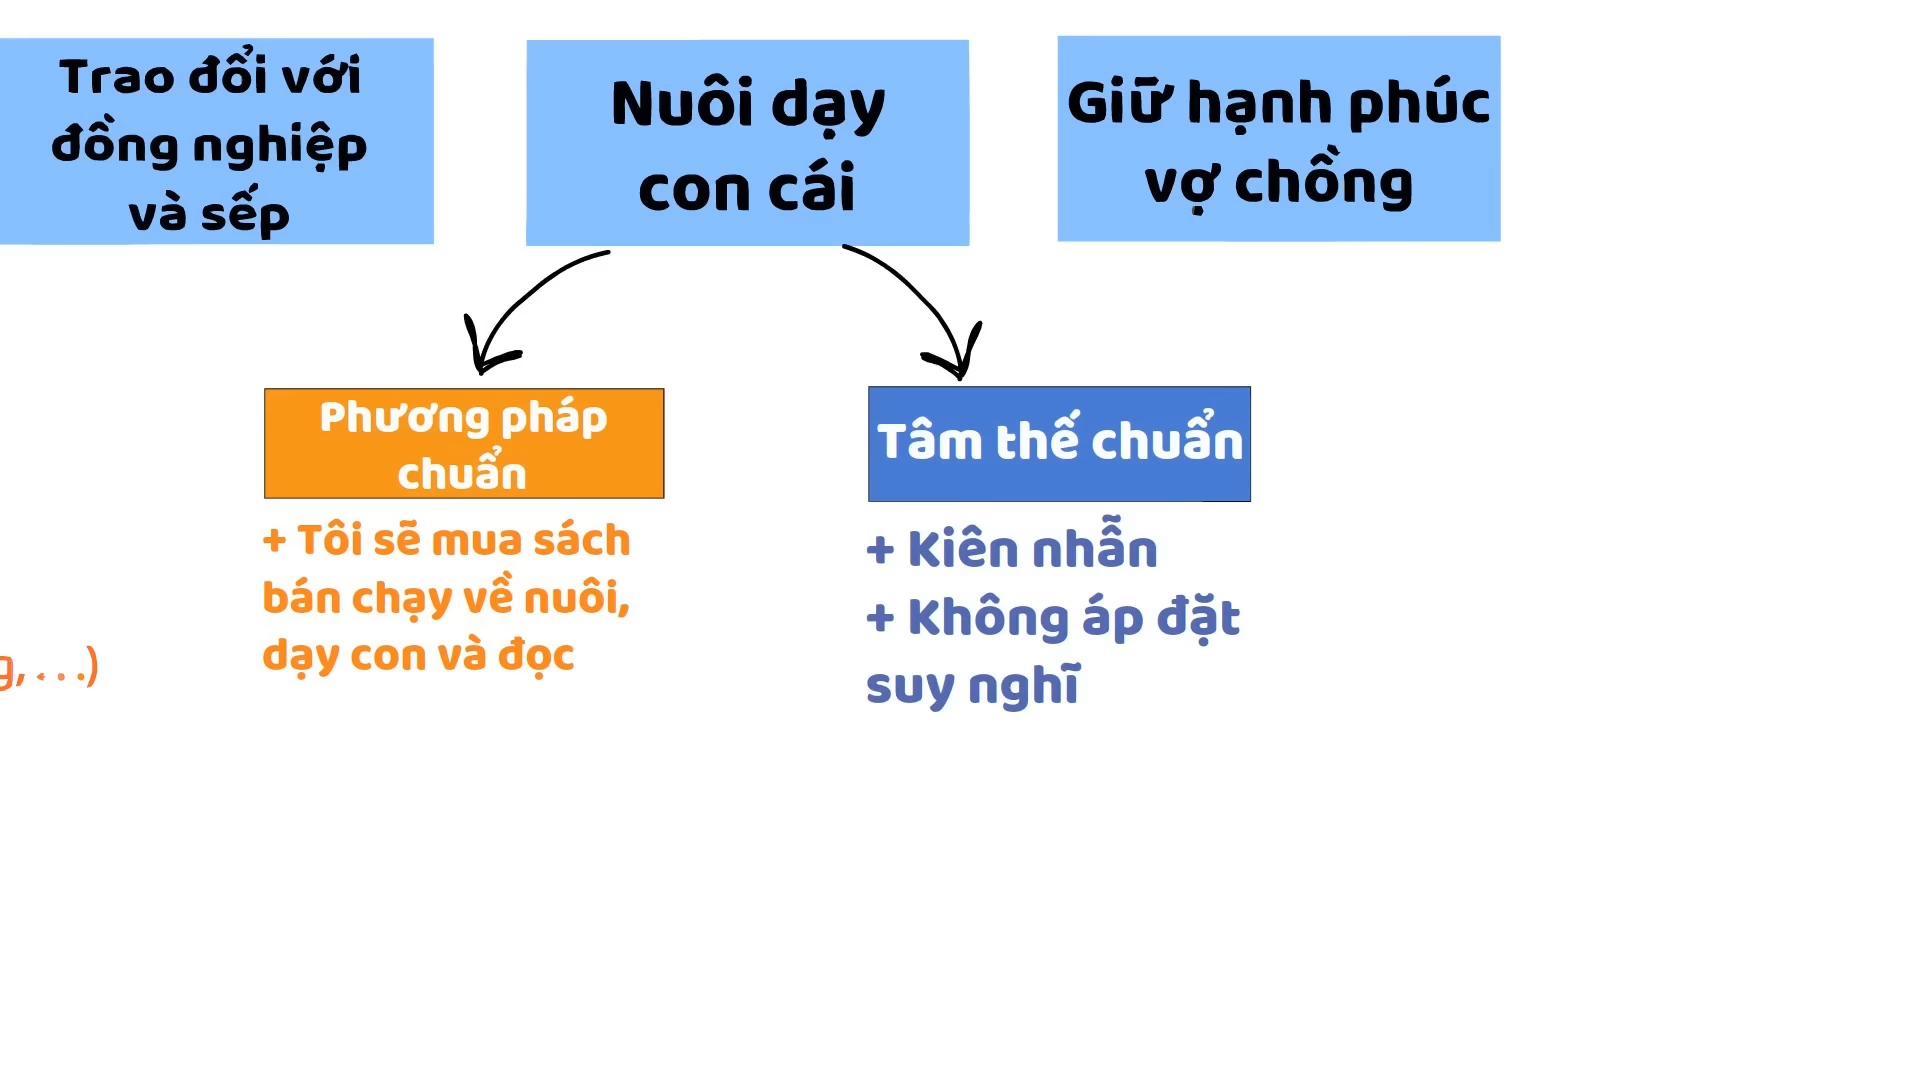 Trao đổi với
đồng nghiệp
và sếp
Nuôi dạy
con cái
Giữ hạnh phúc
vợ chồng
Phương pháp
chuẩn
+ Tôi sẽ mua sách
bán chạy về nuôi,
dạy con và đọc
Tâm thế chuẩn
+ Kiên nhẫn
+ Không áp đặt
suy nghĩ
g, . . .)